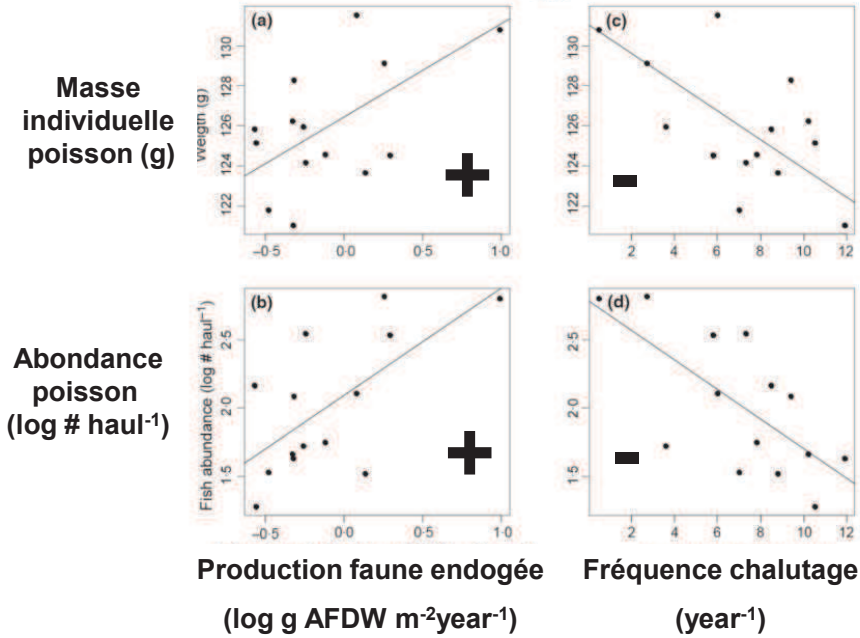 Masse
individuelle
poisson (g)
Weigth (g)
(a)
130
128
126
124
122
-0·5 0·0 0·5 1·0
(c)
130
128
126
124
122
2 4 6 8 10 12
Abondance
poisson
(log # haul-1)
Fish abundance (log # haul-1)
(b)
2·5
2·0
1·5
-0·5 0·0 0·5 1·0
(d)
2·5
2·0
1·5
2 4 6 8 10 12
Production faune endogée
(log g AFDW m-2year-1)
Fréquence chalutage
(year-1)